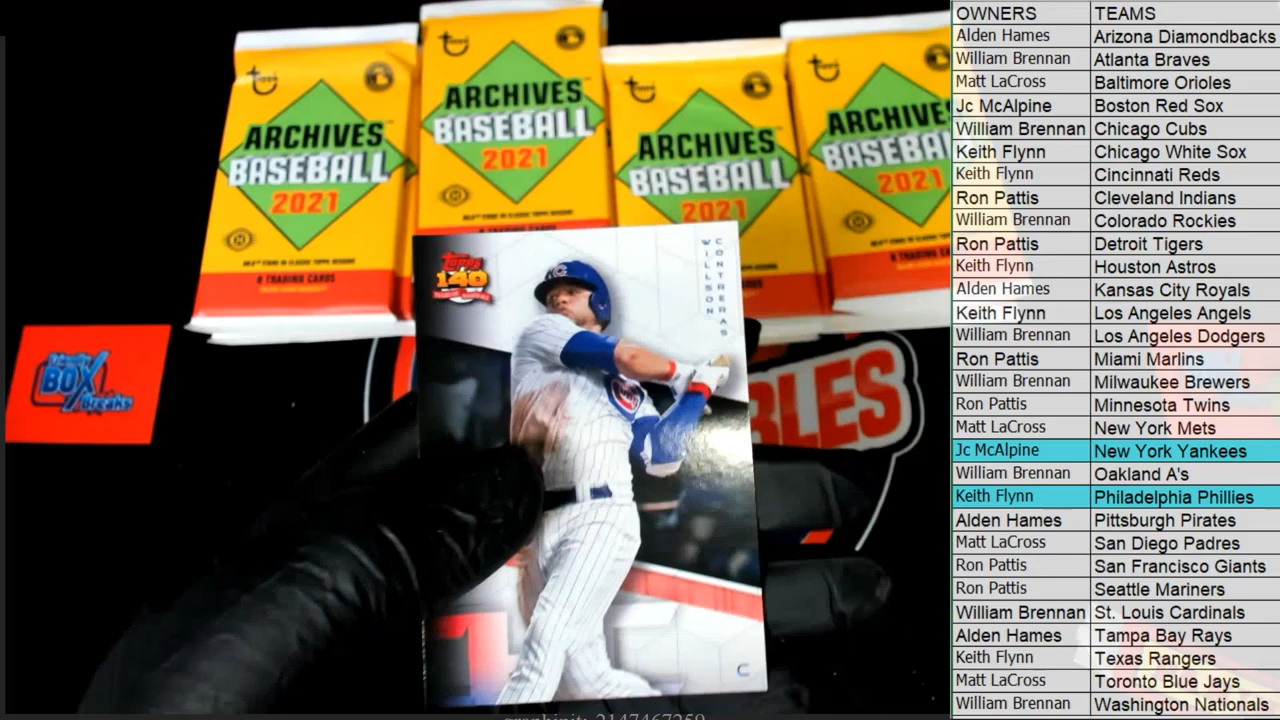 ARCHIVES
BASEBALL
2021
8 TRADING CARDS
ARCHIVES
BASEBALL
2021
ARCHIVES
BASEBALL
2021
ARCHIVES
BASEBALL
2021
Topps
140
WILLSON
CONTRERAS
C
C
BOX
Breaks
BLES
OWNERS TEAMS
Alden Hames Arizona Diamondbacks
William Brennan Atlanta Braves
Matt LaCross Baltimore Orioles
Jc McAlpine Boston Red Sox
William Brennan Chicago Cubs
Keith Flynn Chicago White Sox
Keith Flynn Cincinnati Reds
Ron Pattis Cleveland Indians
William Brennan Colorado Rockies
Ron Pattis Detroit Tigers
Keith Flynn Houston Astros
Alden Hames Kansas City Royals
Keith Flynn Los Angeles Angels
William Brennan Los Angeles Dodgers
Ron Pattis Miami Marlins
William Brennan Milwaukee Brewers
Ron Pattis Minnesota Twins
Matt LaCross New York Mets
Jc McAlpine New York Yankees
William Brennan Oakland A's
Keith Flynn Philadelphia Phillies
Alden Hames Pittsburgh Pirates
Matt LaCross San Diego Padres
Ron Pattis San Francisco Giants
Ron Pattis Seattle Mariners
William Brennan St. Louis Cardinals
Alden Hames Tampa Bay Rays
Keith Flynn Texas Rangers
Matt LaCross Toronto Blue Jays
William Brennan Washington Nationals